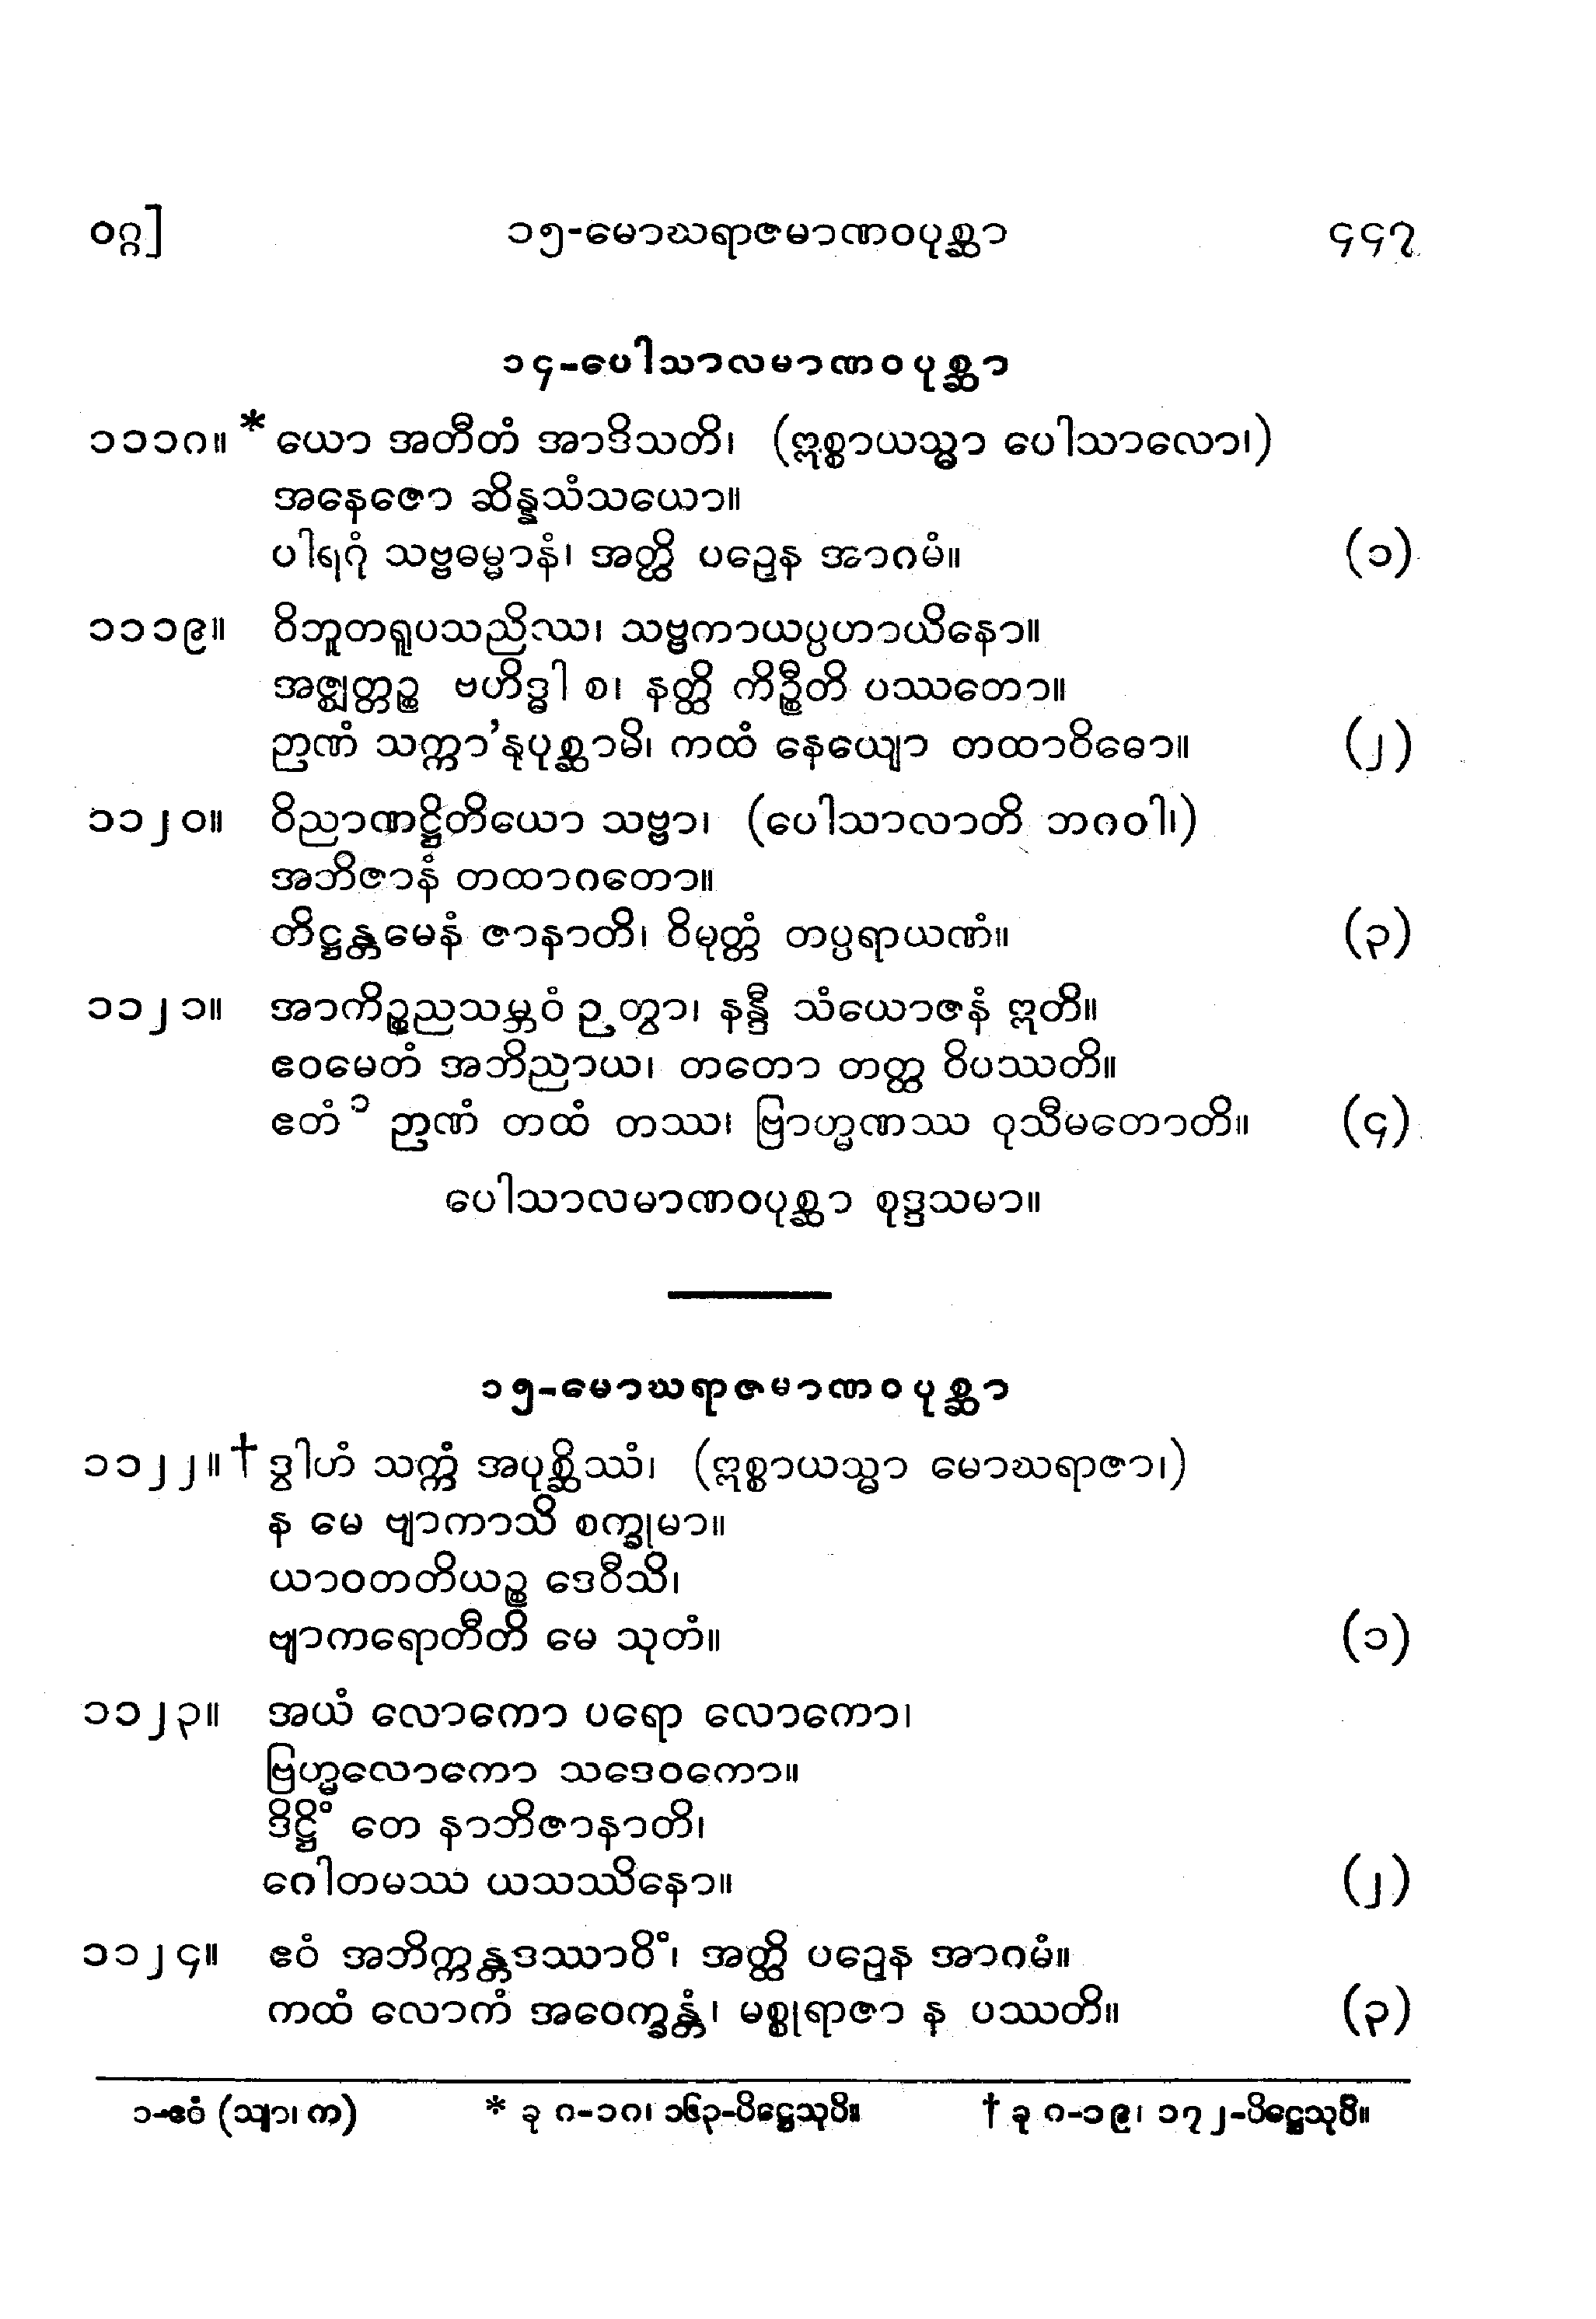 ဝဂ္ဂ] ၁၅-မောဃရာဇမာဏဝပုစ္ဆာ ၄၄၇
၁၄-ပေါသာလမာဏဝပုစ္ဆာ
၁၁၁၈။ * ယော အတီတံ အာဒိသတိ၊ (ဣစ္စာယသ္မာ ပေါသာလော၊)
အနေဇော ဆိန္နသံသယော။
ပါရဂုံ သဗ္ဗဓမ္မာနံ၊ အတ္ထိ ပဉှေန အာဂမံ။ (၁)
၁၁၁၉။ ဝိဘူတရူပသညိဿ၊ သဗ္ဗကာယပ္ပဟာယိနော။
အဇ္ဈတ္တဉ္စ ဗဟိဒ္ဓါ စ၊ နတ္ထိ ကိဉ္စီတိ ပဿတော။
ဉာဏံ သက္ကာ'နုပုစ္ဆာမိ၊ ကထံ နေယျော တထာဝိဓော။ (၂)
၁၁၂၀။ ဝိညာဏဋ္ဌိတိယော သဗ္ဗာ၊ (ပေါသာလာတိ ဘဂဝါ၊)
အဘိဇာနံ တထာဂတော။
တိဋ္ဌန္တမေနံ ဇာနာတိ၊ ဝိမုတ္တံ တပ္ပရာယဏံ။ (၃)
၁၁၂၁။ အာကိဉ္စညသမ္ဘဝံ ဉတွာ၊ နန္ဒီ သံယောဇနံ ဣတိ။
ဧဝမေတံ အဘိညာယ၊ တတော တတ္ထ ဝိပဿတိ။
ဧတံ ၁ ဉာဏံ တထံ တဿ၊ ဗြာဟ္မဏဿ ဝုသီမတောတိ။ (၄)
ပေါသာလမာဏဝပုစ္ဆာ စုဒ္ဒသမာ။
၁၅-မောဃရာဇမာဏဝပုစ္ဆာ
၁၁၂၂။ † ဒွါဟံ သက္ကံ အပုစ္ဆိဿံ၊ (ဣစ္စာယသ္မာ မောဃရာဇာ၊)
န မေ ဗျာကာသိ စက္ခုမာ။
ယာဝတတိယဉ္စ ဒေဝီသိ၊
ဗျာကရောတီတိ မေ သုတံ။ (၁)
၁၁၂၃။ အယံ လောကော ပရော လောကော၊
ဗြဟ္မလောကော သဒေဝကော။
ဒိဋ္ဌိံ တေ နာဘိဇာနာတိ၊
ဂေါတမဿ ယသဿိနော။ (၂)
၁၁၂၄။ ဧဝံ အဘိက္ကန္တဒဿာဝိံ၊ အတ္ထိ ပဉှေန အာဂမံ။
ကထံ လောကံ အဝေက္ခန္တံ၊ မစ္စုရာဇာ န ပဿတိ။ (၃)
၁-ဧဝံ (သျာ၊ က) * ခု ၈-၁၈၊ ၁၆၃-ပိဋ္ဌေသုပိ။ † ခု ၈-၁၉၊ ၁၇၂-ပိဋ္ဌေသုပိ။